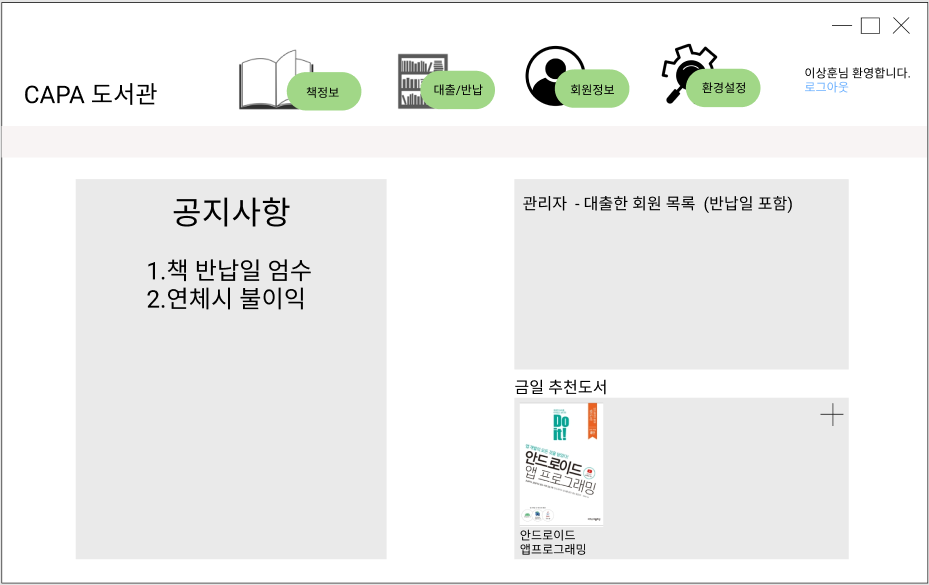 CAPA 도서관
책정보
대출/반납
회원정보
환경설정
이상훈님 환영합니다.
로그아웃
공지사항
1.책 반납일 엄수
2.연체시 불이익
관리자 - 대출한 회원 목록 (반납일 포함)
금일 추천도서
Do
it!
안드로이드
앱 프로그래밍
안드로이드
앱프로그래밍